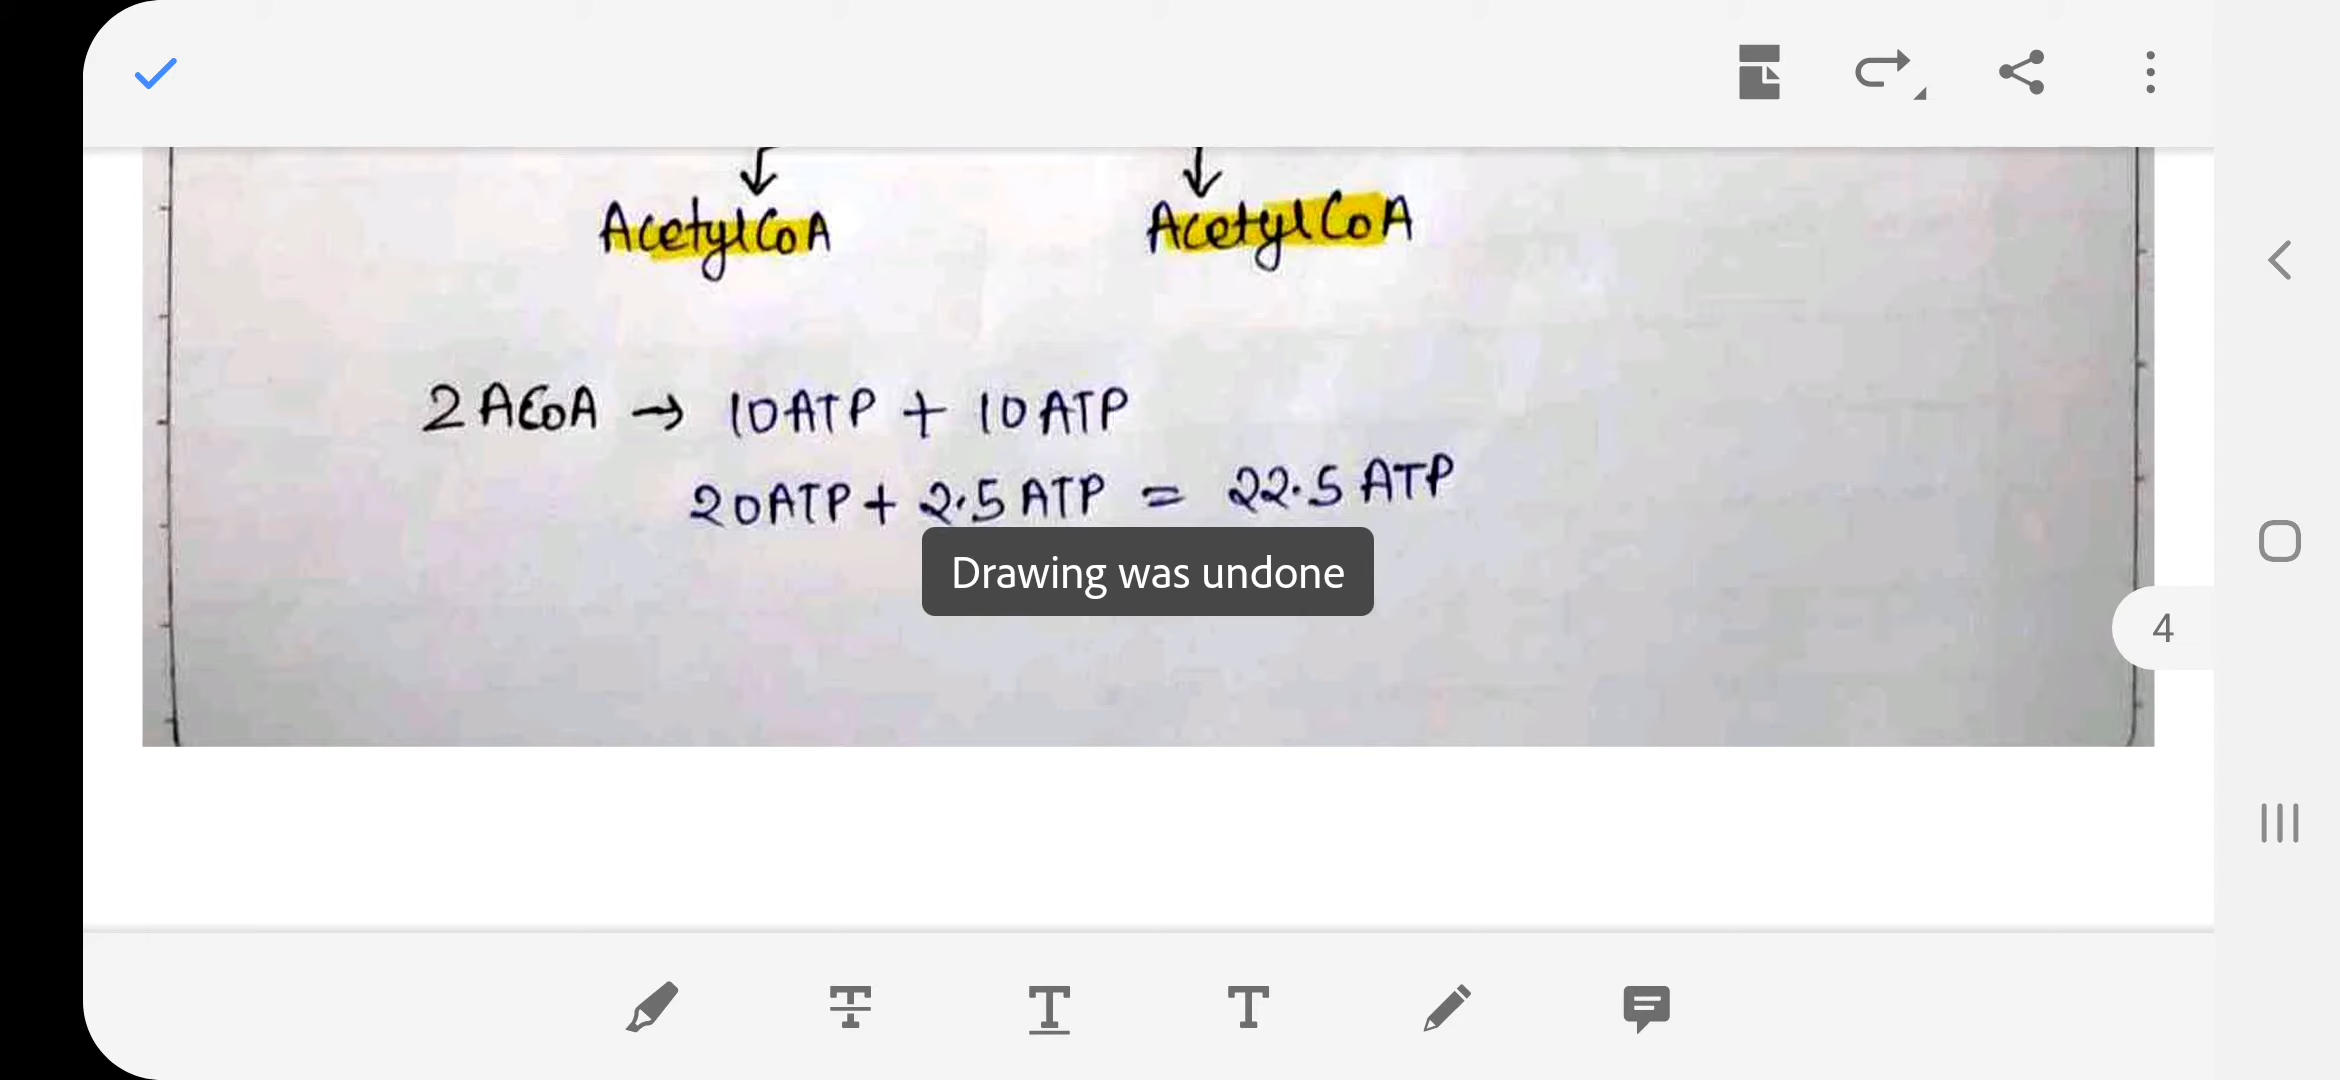 AcetylCoA AcetylCoA
2 ACoA → 10ATP + 10ATP
20ATP + 2.5 ATP = 22.5 ATP
Drawing was undone
4